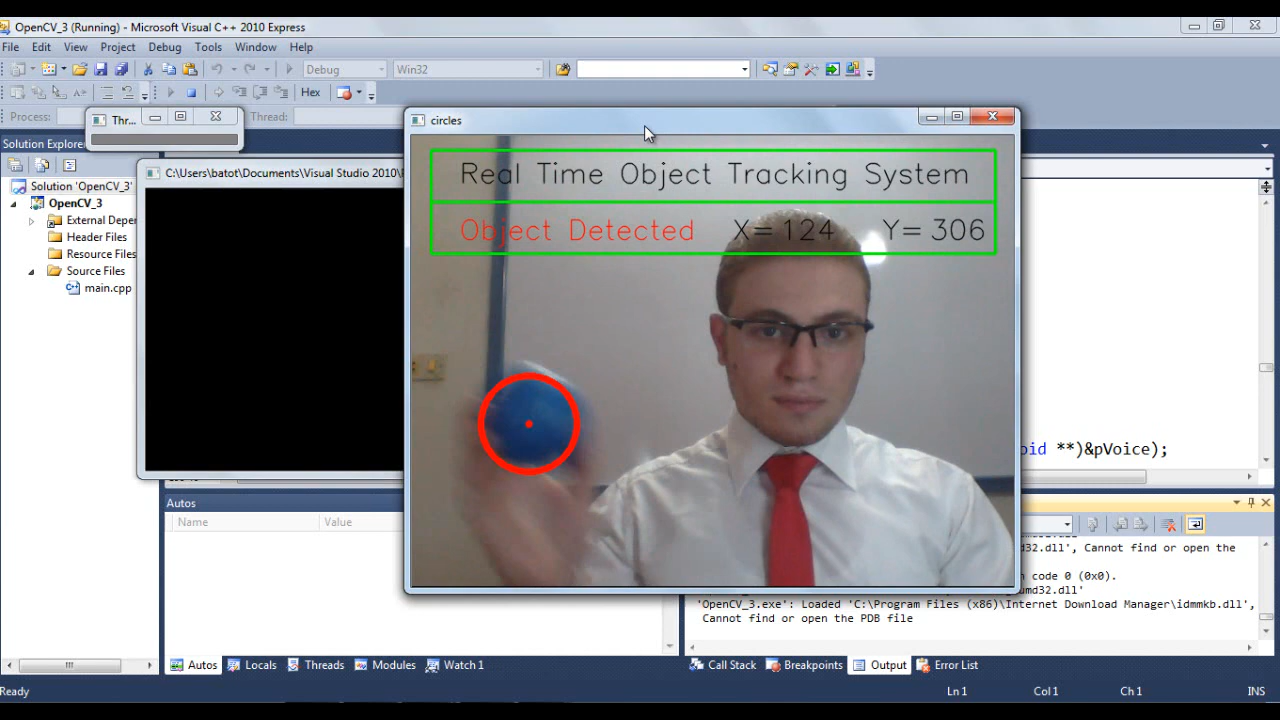 OpenCV_3 (Running) - Microsoft Visual C++ 2010 Express
File Edit View Project Debug Tools Window Help
Debug Win32
Hex
Process: Thread:
Thr...
circles
Solution Explorer
C:\Users\batot\Documents\Visual Studio 2010\
Real Time Object Tracking System
Solution 'OpenCV_3'
OpenCV_3
External Depe
Object Detected X= 124 Y= 306
Header Files
Resource Files
Source Files
main.cpp
oid **)&pVoice);
Autos
Name Value
32.dll', Cannot find or open the
n code 0 (0x0).
umd32.dll'
'OpenCV_3.exe': Loaded 'C:\Program Files (x86)\Internet Download Manager\idmmkb.dll',
Cannot find or open the PDB file
Autos Locals Threads Modules Watch 1 Call Stack Breakpoints Output Error List
Ready Ln 1 Col 1 Ch 1 INS